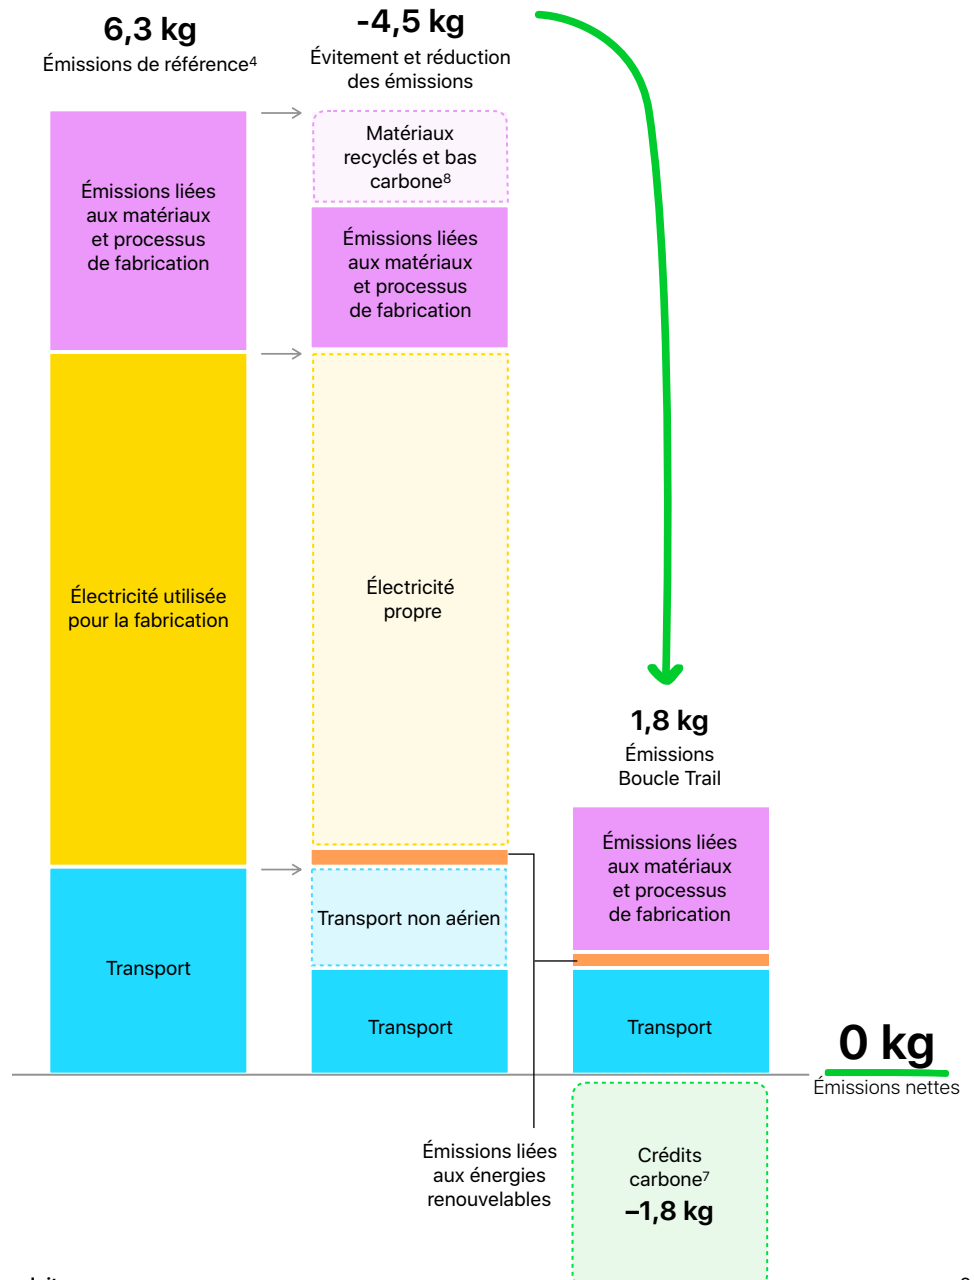 6,3 kg
Émissions de référence⁴
-4,5 kg
Évitement et réduction
des émissions
Émissions liées
aux matériaux
et processus
de fabrication
Matériaux
recyclés et bas
carbone⁸
Émissions liées
aux matériaux
et processus
de fabrication
Électricité utilisée
pour la fabrication
Électricité
propre
1,8 kg
Émissions
Boucle Trail
Émissions liées
aux matériaux
et processus
de fabrication
Transport non aérien
Transport
Transport
Transport
0 kg
Émissions nettes
Émissions liées
aux énergies
renouvelables
Crédits
carbone⁷
–1,8 kg